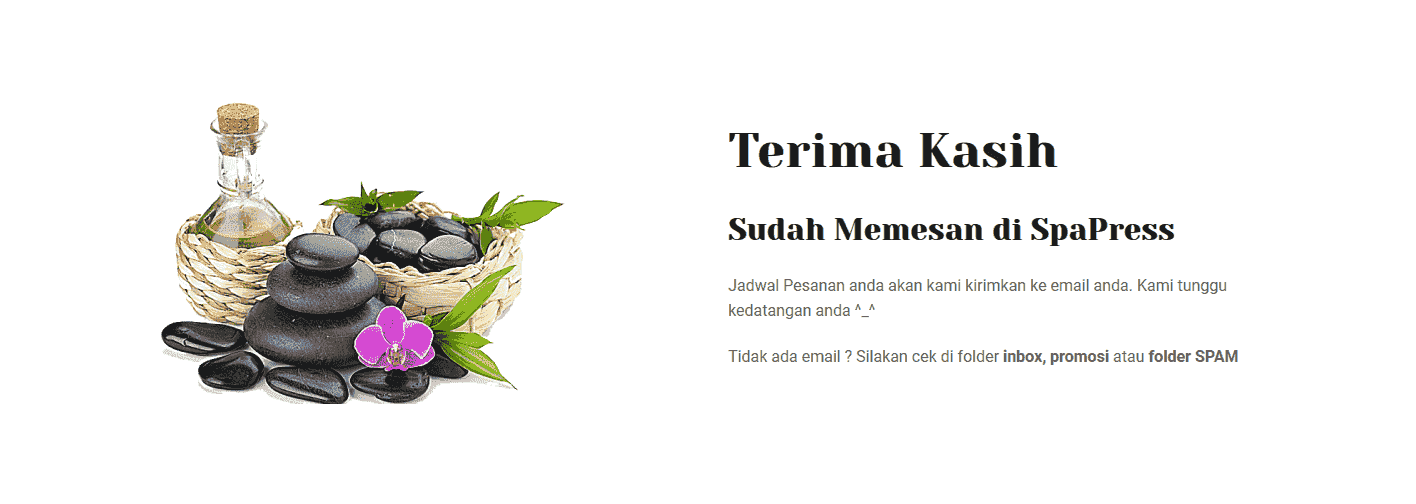 Terima Kasih
Sudah Memesan di SpaPress
Jadwal Pesanan anda akan kami kirimkan ke email anda. Kami tunggu
kedatangan anda ^_^
Tidak ada email ? Silakan cek di folder inbox, promosi atau folder SPAM